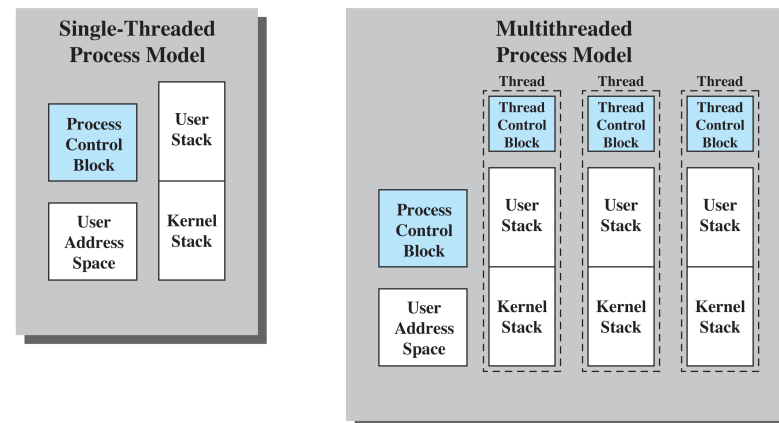 Single-Threaded
Process Model
Process
Control
Block
User
Stack
User
Address
Space
Kernel
Stack
Multithreaded
Process Model
Thread
Thread
Thread
Thread
Control
Block
Thread
Control
Block
Thread
Control
Block
Process
Control
Block
User
Stack
User
Stack
User
Stack
User
Address
Space
Kernel
Stack
Kernel
Stack
Kernel
Stack